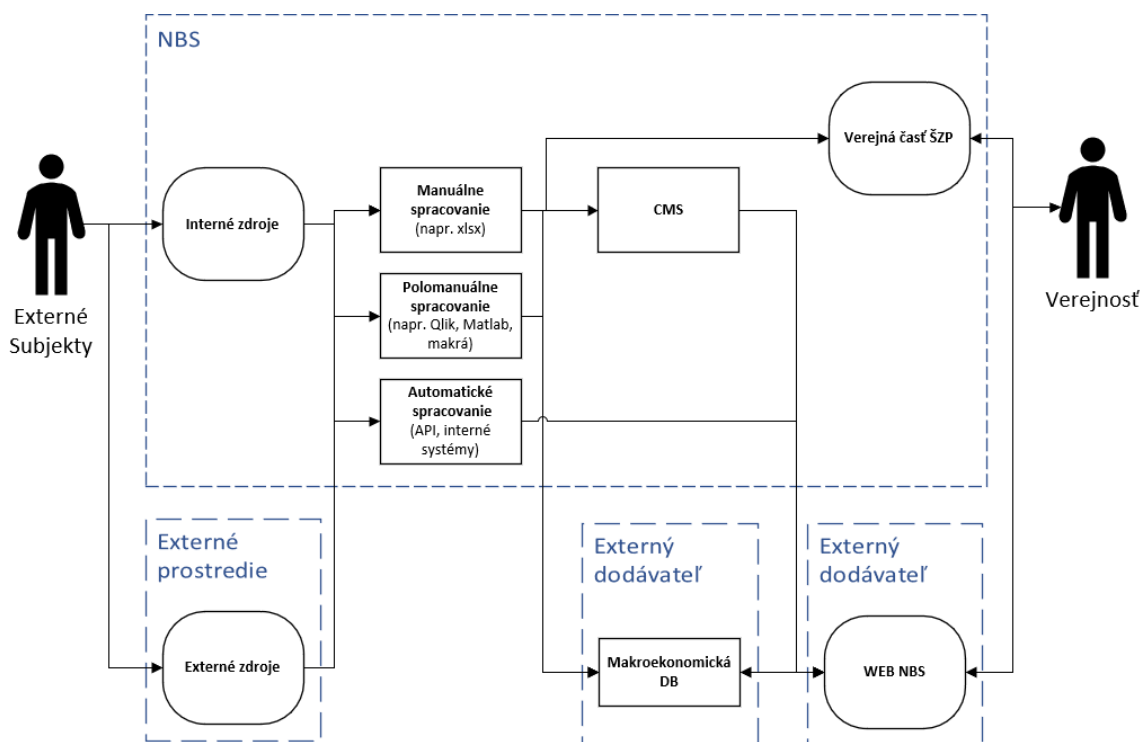 NBS
Verejná časť ŠZP
Manuálne
spracovanie
(napr. xlsx)
CMS
Interné zdroje
Polomanuálne
spracovanie
(napr. Qlik, Matlab,
makrá)
Externé
Subjekty
Verejnosť
Automatické
spracovanie
(API, interné
systémy)
Externé
prostredie
Externý
dodávateľ
Externý
dodávateľ
Externé zdroje
Makroekonomická
DB
WEB NBS